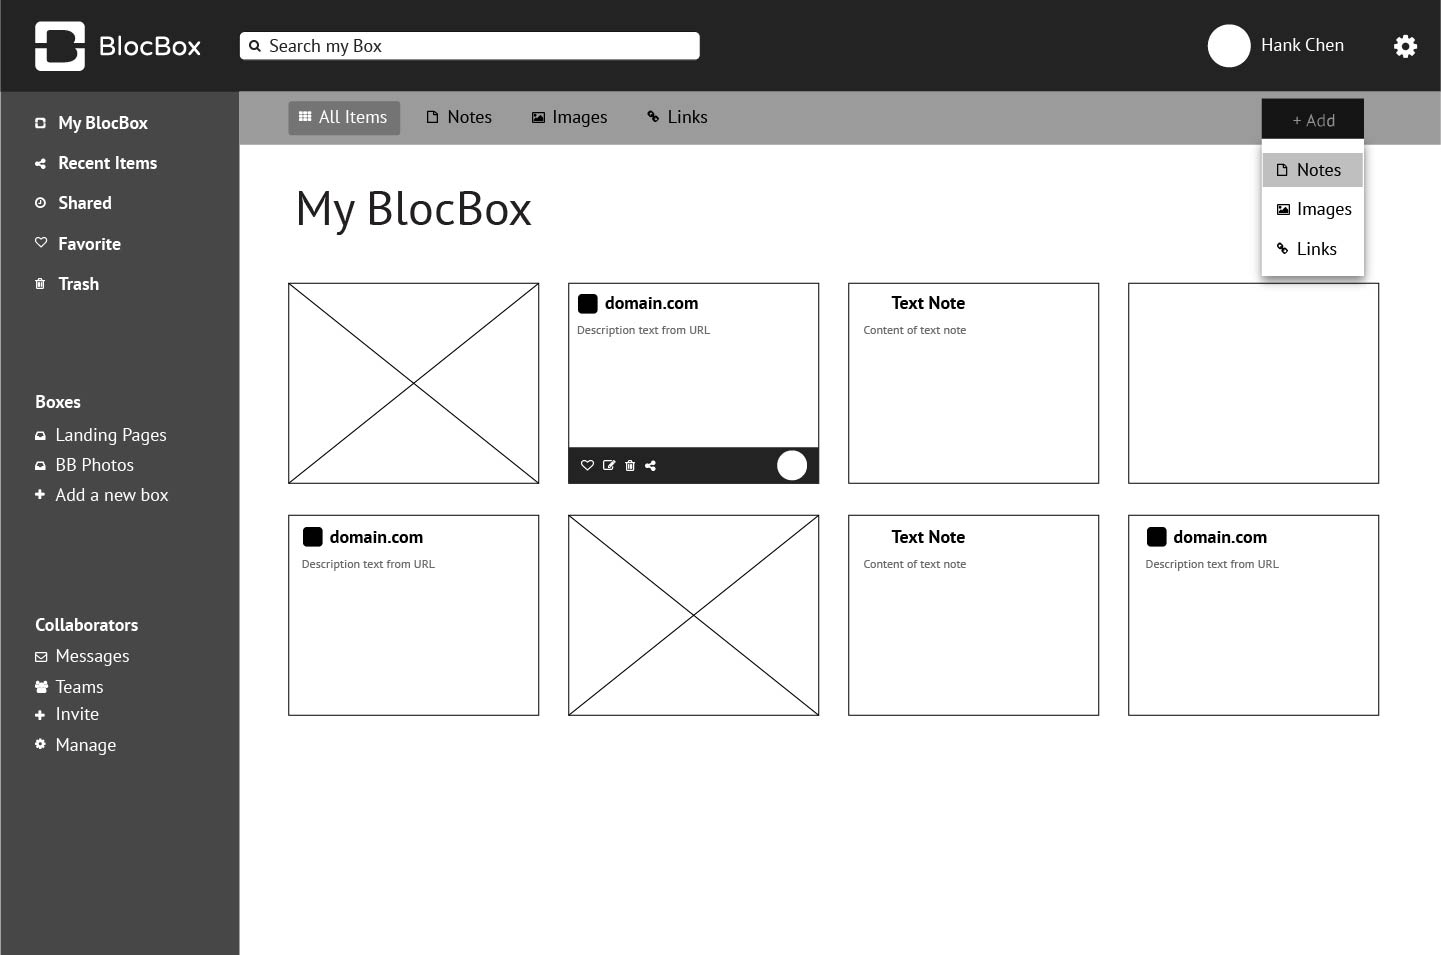 BlocBox
Search my Box
Hank Chen
My BlocBox
Recent Items
Shared
Favorite
Trash
Boxes
Landing Pages
BB Photos
Add a new box
Collaborators
Messages
Teams
Invite
Manage
All Items
Notes
Images
Links
+ Add
Notes
Images
Links
My BlocBox
domain.com
Description text from URL
Text Note
Content of text note
domain.com
Description text from URL
Text Note
Content of text note
domain.com
Description text from URL